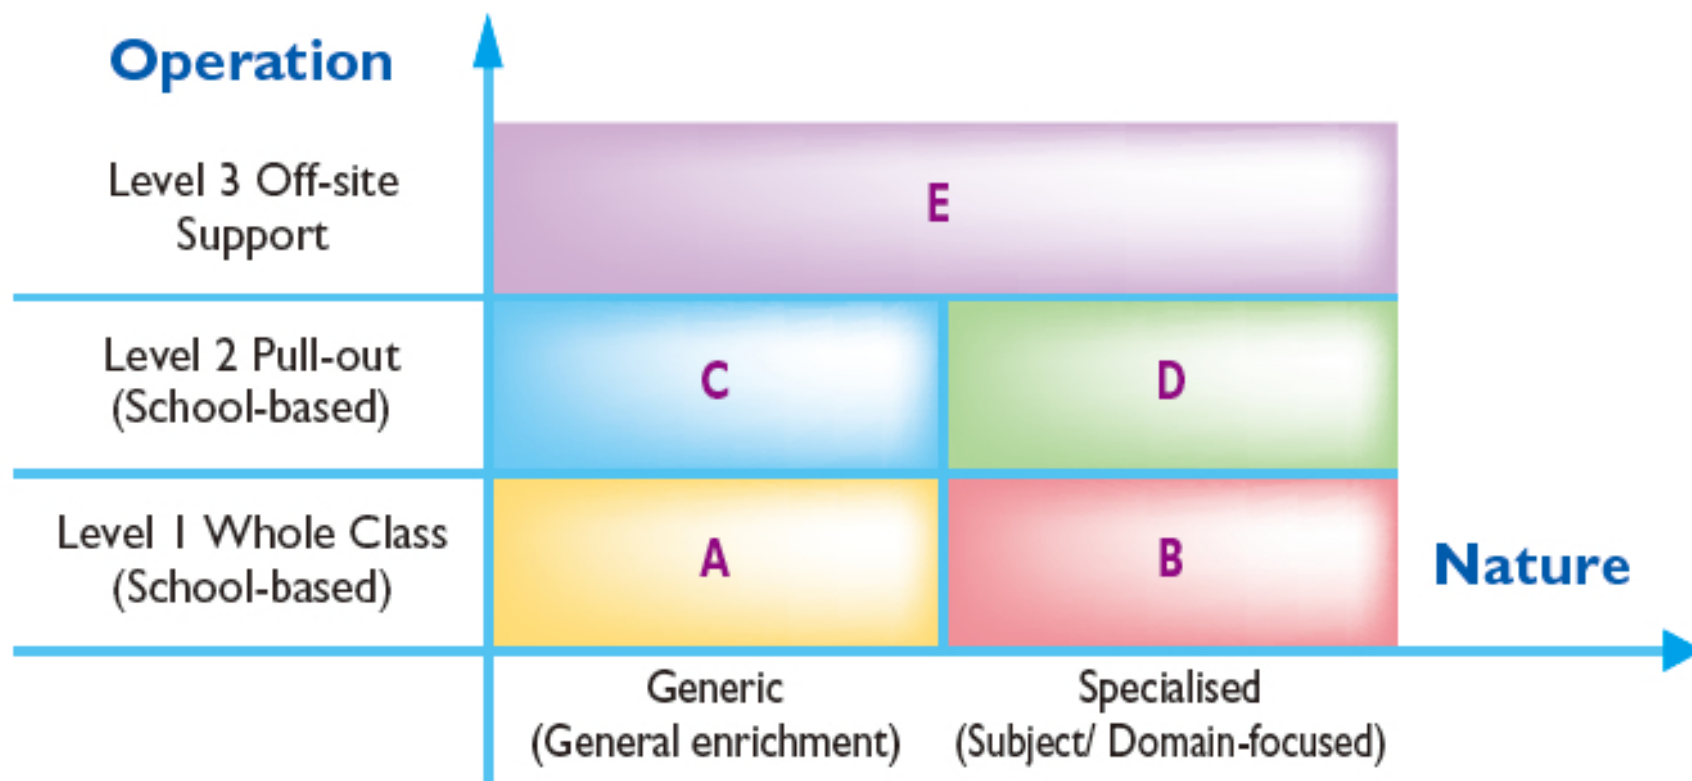 Operation
Level 3 Off-site
Support
E
Level 2 Pull-out
(School-based)
C
D
Level 1 Whole Class
(School-based)
A
B
Nature
Generic
(General enrichment)
Specialised
(Subject/ Domain-focused)